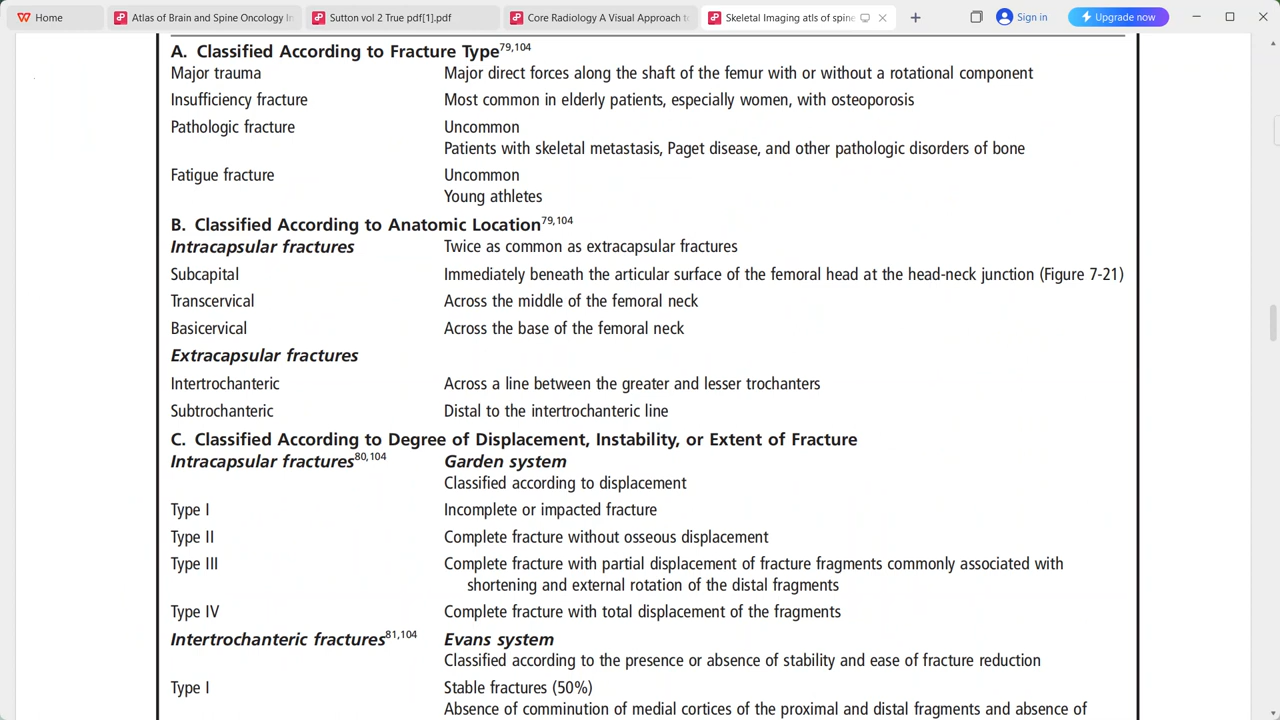 Home
Atlas of Brain and Spine Oncology I
Sutton vol 2 True pdf[1].pdf
Core Radiology A Visual Approach to
Skeletal Imaging atls of spine
Sign in
Upgrade now
A. Classified According to Fracture Type79,104
Major trauma Major direct forces along the shaft of the femur with or without a rotational component
Insufficiency fracture Most common in elderly patients, especially women, with osteoporosis
Pathologic fracture Uncommon
Patients with skeletal metastasis, Paget disease, and other pathologic disorders of bone
Fatigue fracture Uncommon
Young athletes
B. Classified According to Anatomic Location79,104
Intracapsular fractures Twice as common as extracapsular fractures
Subcapital Immediately beneath the articular surface of the femoral head at the head-neck junction (Figure 7-21)
Transcervical Across the middle of the femoral neck
Basicervical Across the base of the femoral neck
Extracapsular fractures
Intertrochanteric Across a line between the greater and lesser trochanters
Subtrochanteric Distal to the intertrochanteric line
C. Classified According to Degree of Displacement, Instability, or Extent of Fracture
Intracapsular fractures80,104 Garden system
Classified according to displacement
Type I Incomplete or impacted fracture
Type II Complete fracture without osseous displacement
Type III Complete fracture with partial displacement of fracture fragments commonly associated with
shortening and external rotation of the distal fragments
Type IV Complete fracture with total displacement of the fragments
Intertrochanteric fractures81,104 Evans system
Classified according to the presence or absence of stability and ease of fracture reduction
Type I Stable fractures (50%)
Absence of comminution of medial cortices of the proximal and distal fragments and absence of